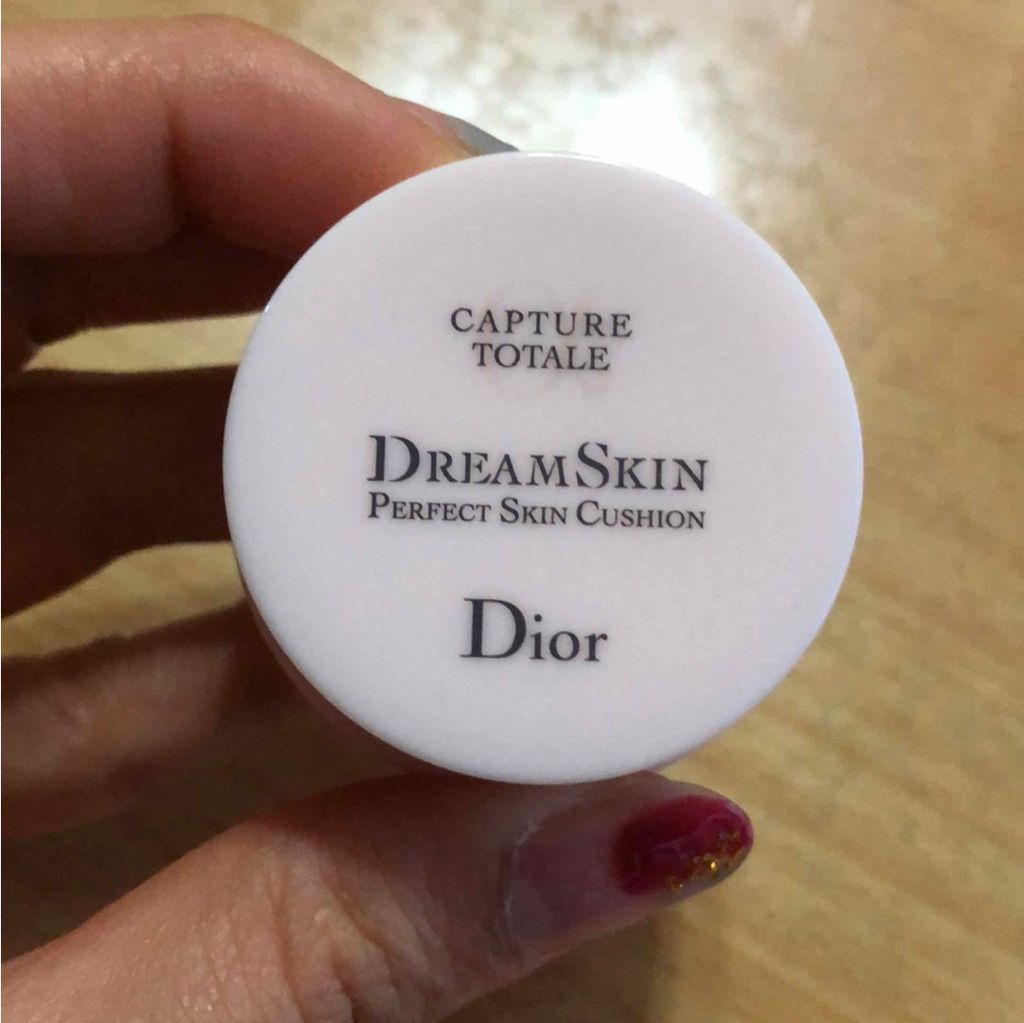 CAPTURE
TOTALE
DREAMSKIN
PERFECT SKIN CUSHION
Dior